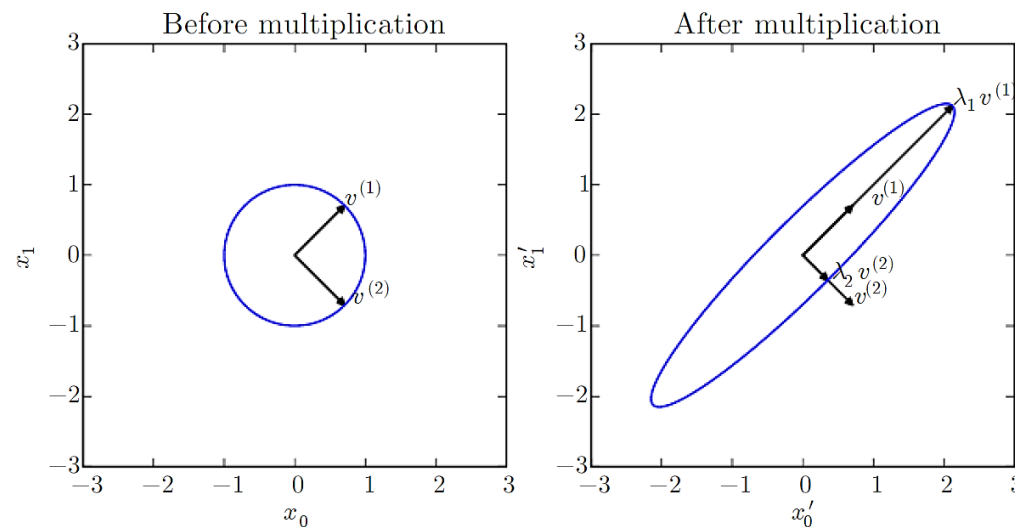 Before multiplication
3
2
1
0
−1
−2
−3
x₁
v⁽¹⁾
v⁽²⁾
−3 −2 −1 0 1 2 3
x₀
After multiplication
3
2
1
0
−1
−2
−3
x₁′
λ₁ v⁽¹⁾
v⁽¹⁾
λ₂ v⁽²⁾
v⁽²⁾
−3 −2 −1 0 1 2 3
x₀′